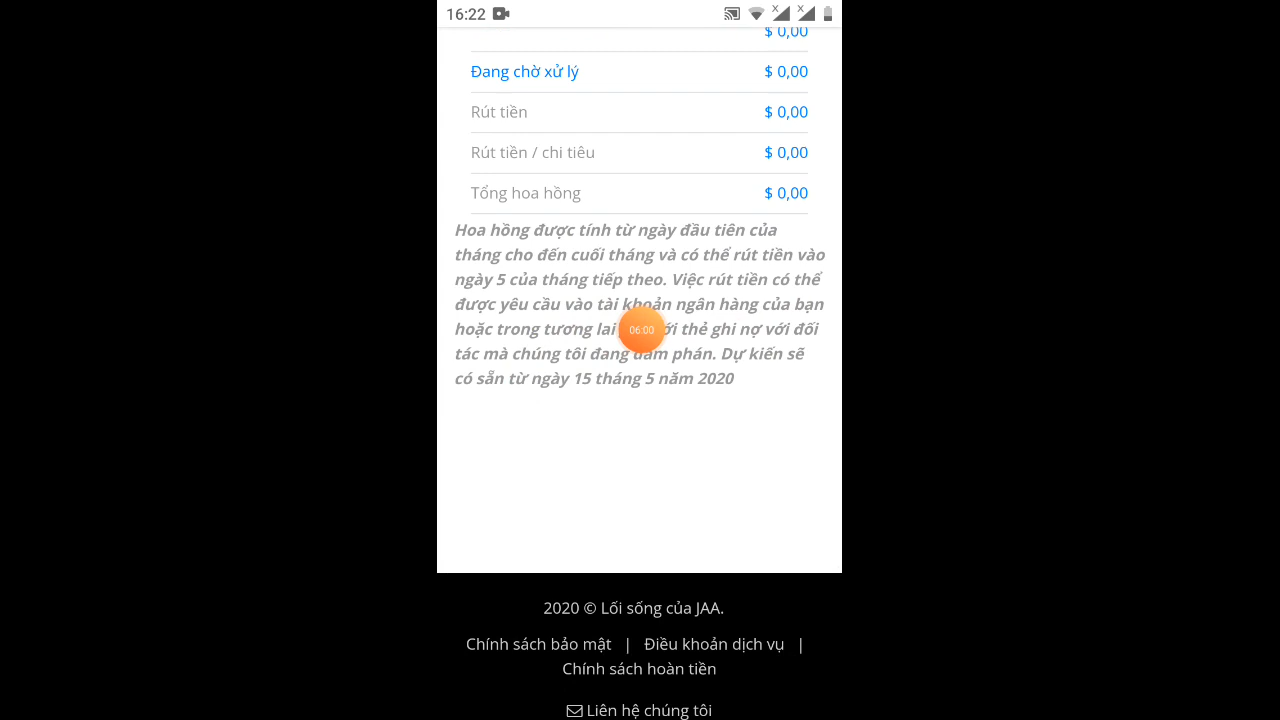 16:22
$ 0,00
Đang chờ xử lý $ 0,00
Rút tiền $ 0,00
Rút tiền / chi tiêu $ 0,00
Tổng hoa hồng $ 0,00
Hoa hồng được tính từ ngày đầu tiên của
tháng cho đến cuối tháng và có thể rút tiền vào
ngày 5 của tháng tiếp theo. Việc rút tiền có thể
được yêu cầu vào tài khoản ngân hàng của bạn
hoặc trong tương lai thẻ ghi nợ với đối
06:00
tác mà chúng tôi đang đàm phán. Dự kiến sẽ
có sẵn từ ngày 15 tháng 5 năm 2020
2020 © Lối sống của JAA.
Chính sách bảo mật | Điều khoản dịch vụ |
Chính sách hoàn tiền
Liên hệ chúng tôi